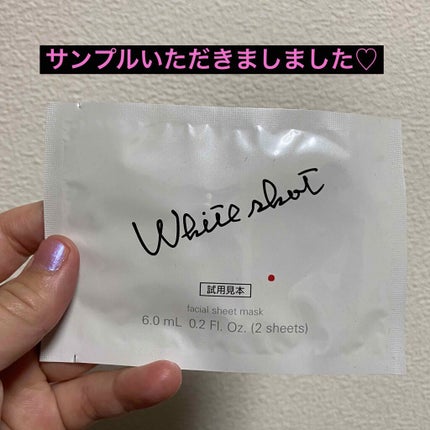 サンプルいただきましました♡
White shot
試用見本
facial sheet mask
6.0 mL 0.2 Fl. Oz. (2 sheets)